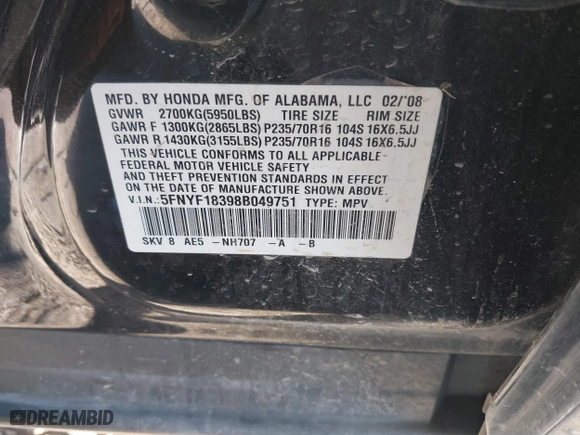 MFD. BY HONDA MFG. OF ALABAMA, LLC 02/'08
GVWR 2700KG(5950LBS) TIRE SIZE RIM SIZE
GAWR F 1300KG(2865LBS) P235/70R16 104S 16X6.5JJ
GAWR R 1430KG(3155LBS) P235/70R16 104S 16X6.5JJ
THIS VEHICLE CONFORMS TO ALL APPLICABLE
FEDERAL MOTOR VEHICLE SAFETY
AND THEFT PREVENTION STANDARDS IN EFFECT
ON THE DATE OF MANUFACTURE SHOWN ABOVE.
V.I.N.:5FNYF18398B049751 TYPE: MPV
SKV 8 AE5 -NH707 -A -B
DREAMBID